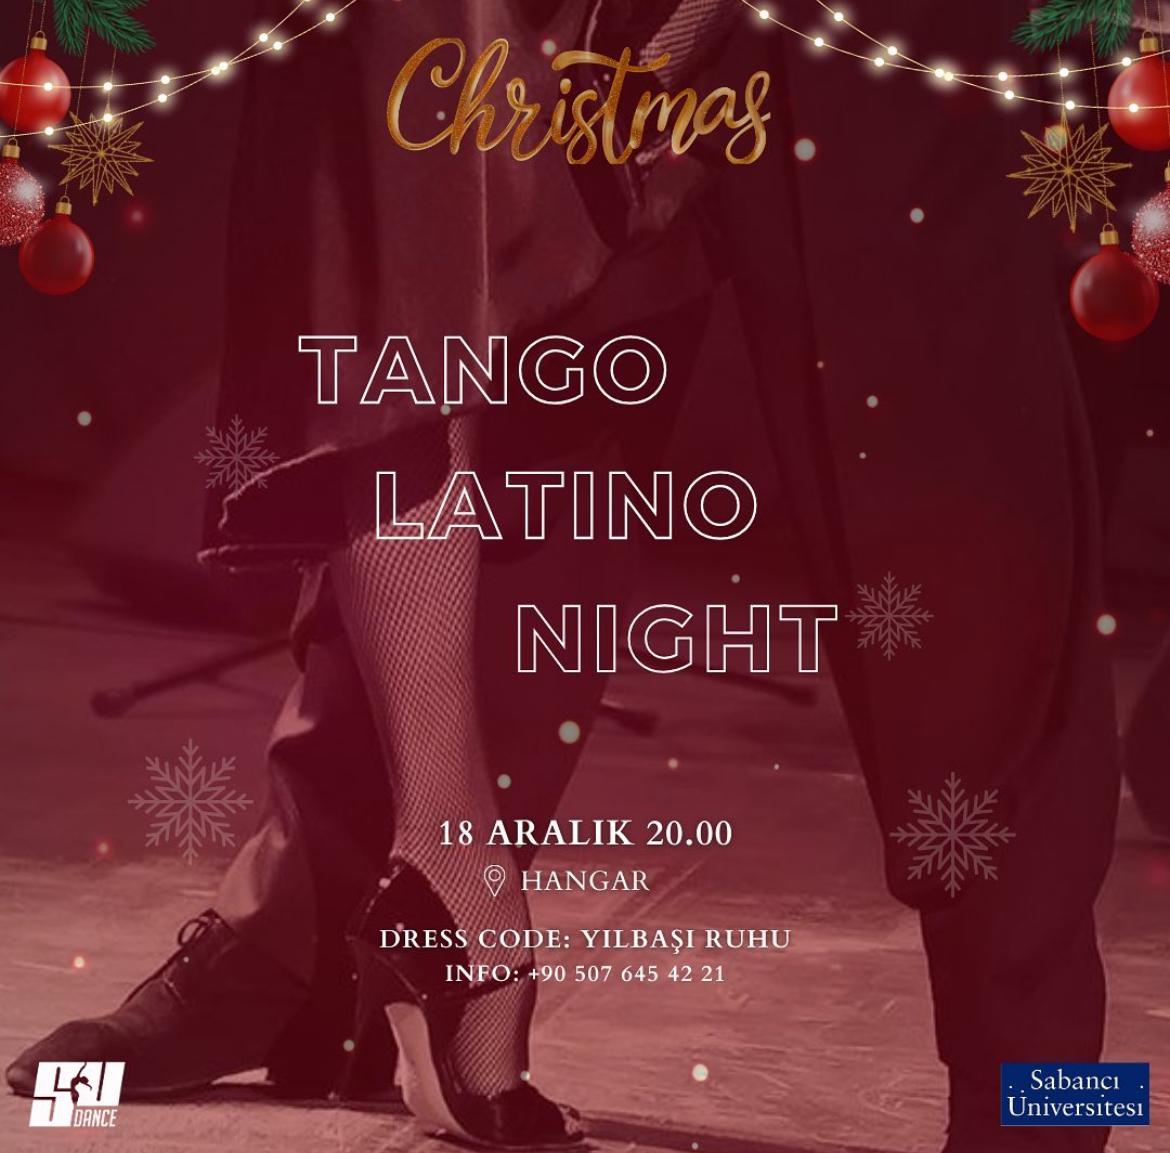 Christmas
TANGO
LATINO
NIGHT
18 ARALIK 20.00
HANGAR
DRESS CODE: YILBAŞI RUHU
INFO: +90 507 645 42 21
SU
DANCE
Sabancı
Üniversitesi